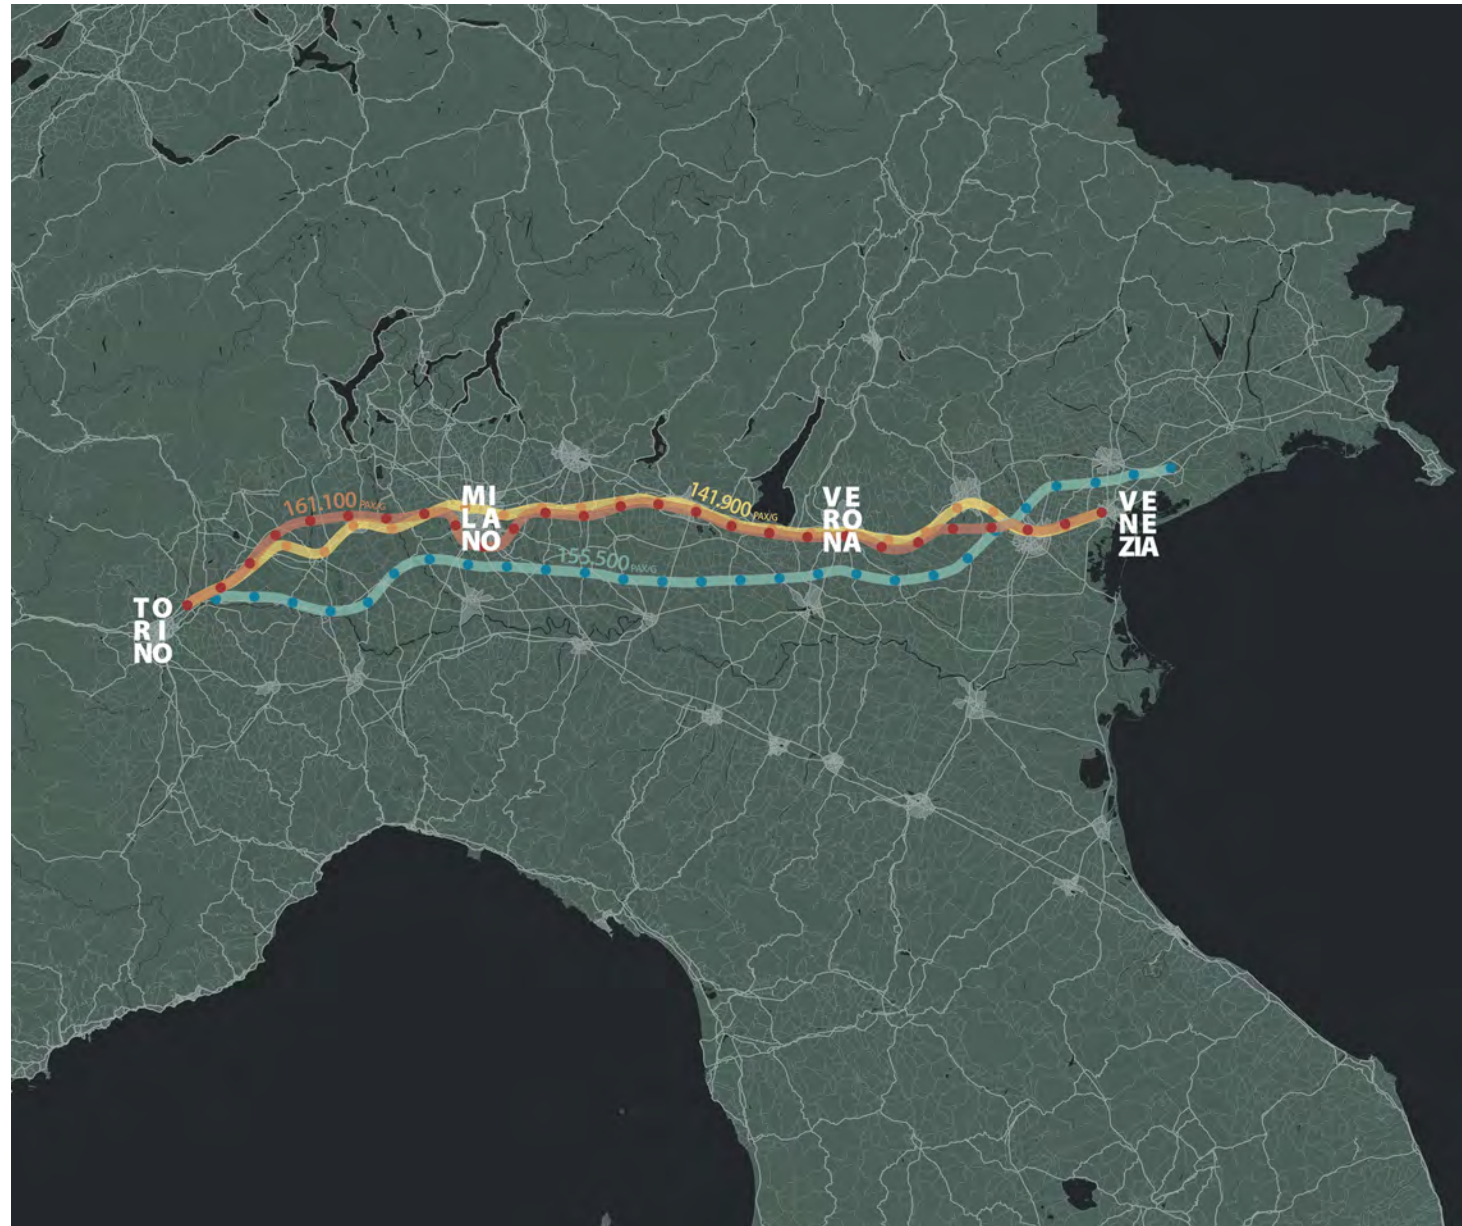 161.100 PAX/G
MI
LA
NO
141.900 PAX/G
VE
RO
NA
VE
NE
ZIA
155.500 PAX/G
TO
RI
NO